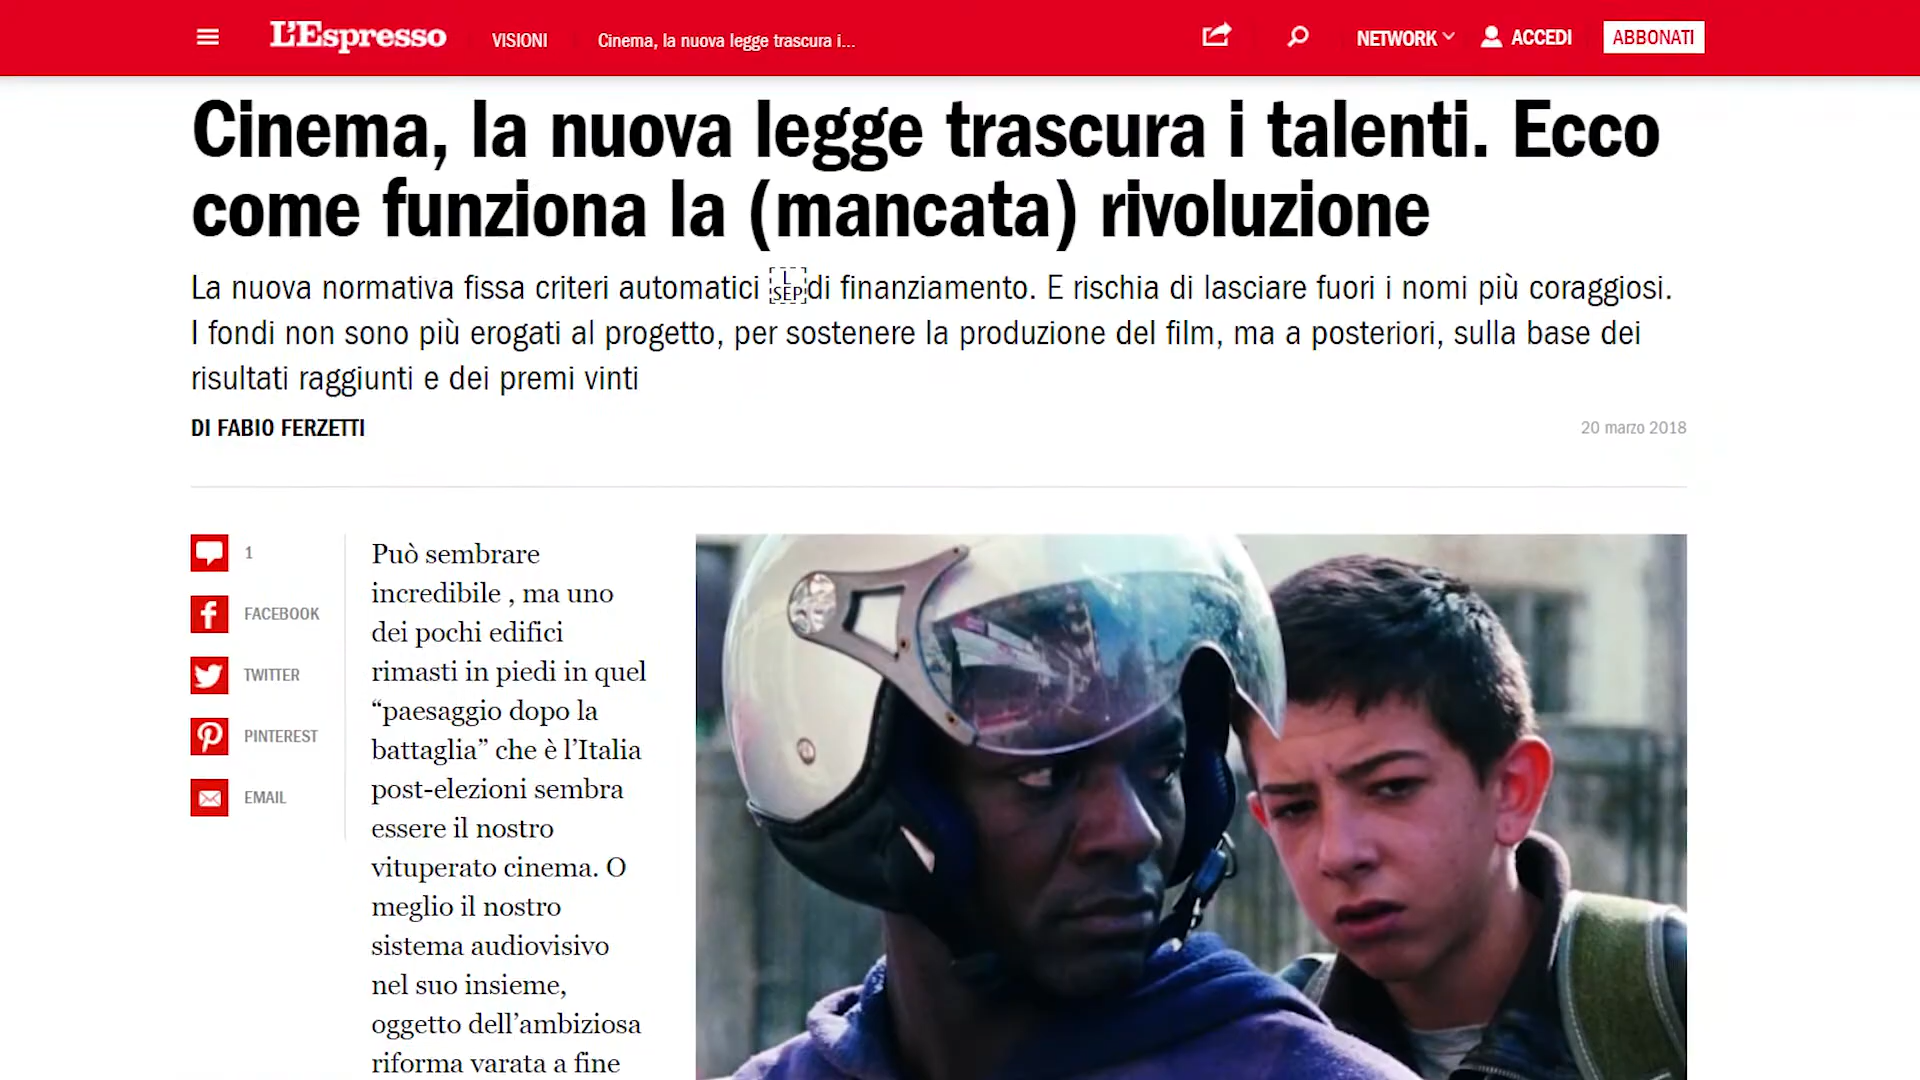 L'Espresso VISIONI Cinema, la nuova legge trascura i... NETWORK ACCEDI ABBONATI
Cinema, la nuova legge trascura i talenti. Ecco
come funziona la (mancata) rivoluzione
La nuova normativa fissa criteri automatici L SEP di finanziamento. E rischia di lasciare fuori i nomi più coraggiosi.
I fondi non sono più erogati al progetto, per sostenere la produzione del film, ma a posteriori, sulla base dei
risultati raggiunti e dei premi vinti
DI FABIO FERZETTI
20 marzo 2018
1
FACEBOOK
TWITTER
PINTEREST
EMAIL
Può sembrare
incredibile , ma uno
dei pochi edifici
rimasti in piedi in quel
“paesaggio dopo la
battaglia” che è l’Italia
post-elezioni sembra
essere il nostro
vituperato cinema. O
meglio il nostro
sistema audiovisivo
nel suo insieme,
oggetto dell’ambiziosa
riforma varata a fine